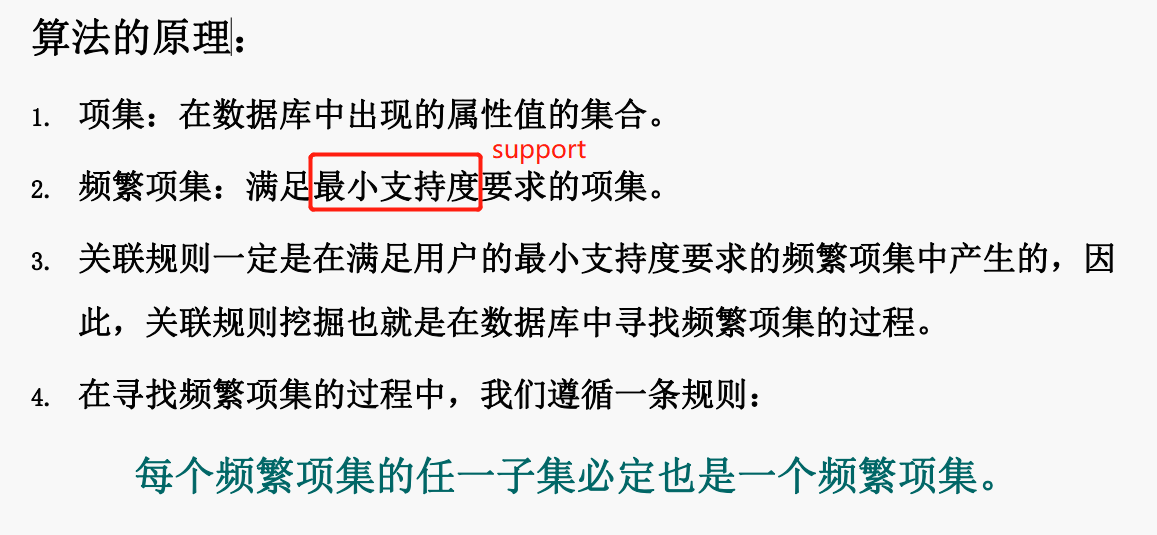 算法的原理：
1. 项集：在数据库中出现的属性值的集合。
support
2. 频繁项集：满足最小支持度要求的项集。
3. 关联规则一定是在满足用户的最小支持度要求的频繁项集中产生的，因
此，关联规则挖掘也就是在数据库中寻找频繁项集的过程。
4. 在寻找频繁项集的过程中，我们遵循一条规则：
每个频繁项集的任一子集必定也是一个频繁项集。